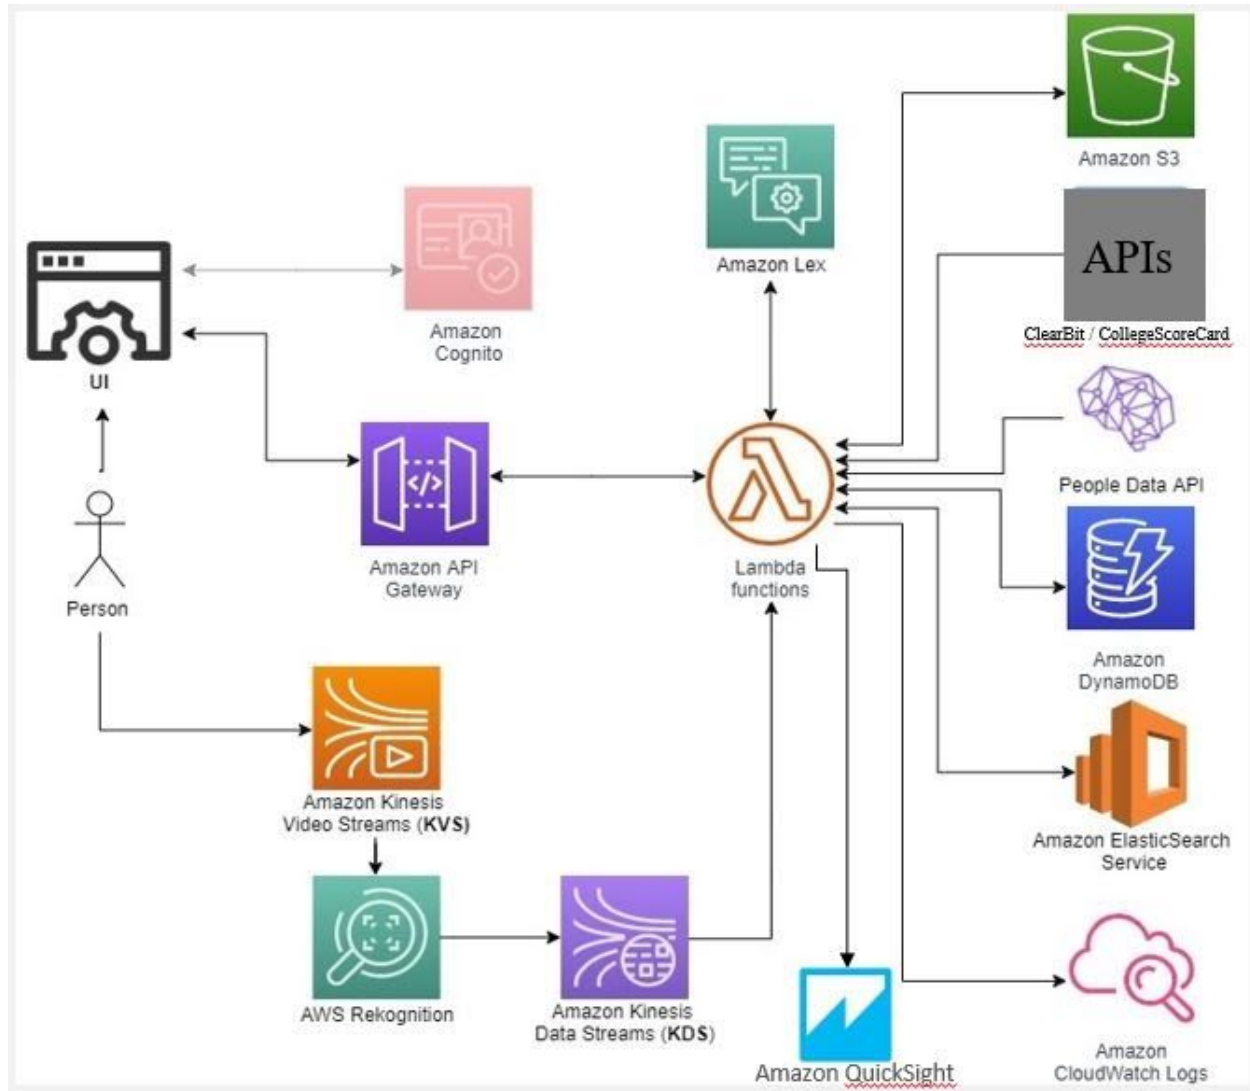 Amazon S3
Amazon Lex
APIs
ClearBit / CollegeScoreCard
Amazon
Cognito
UI
People Data API
</>
Amazon API
Gateway
Lambda
functions
Person
Amazon
DynamoDB
Amazon Kinesis
Video Streams (KVS)
Amazon ElasticSearch
Service
AWS Rekognition
Amazon Kinesis
Data Streams (KDS)
Amazon QuickSight
Amazon
CloudWatch Logs